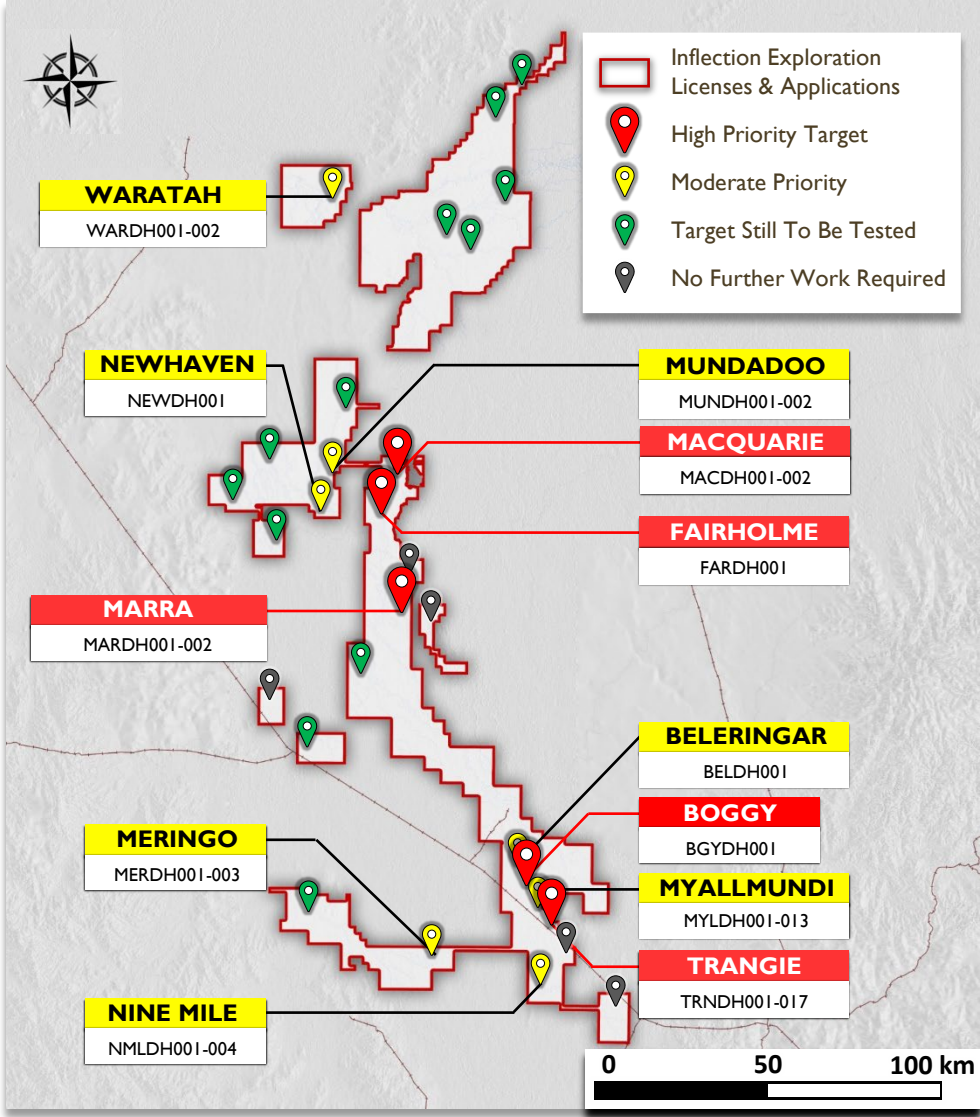 Inflection Exploration
Licenses & Applications
High Priority Target
Moderate Priority
Target Still To Be Tested
No Further Work Required
WARATAH
WARDH001-002
NEWHAVEN
NEWDH001
MUNDADOO
MUNDH001-002
MACQUARIE
MACDH001-002
FAIRHOLME
FARDH001
MARRA
MARDH001-002
BELERINGAR
BELDH001
BOGGY
BGYDH001
MERINGO
MERDH001-003
MYALLMUNDI
MYLDH001-013
TRANGIE
TRNDH001-017
NINE MILE
NMLDH001-004
0 50 100 km